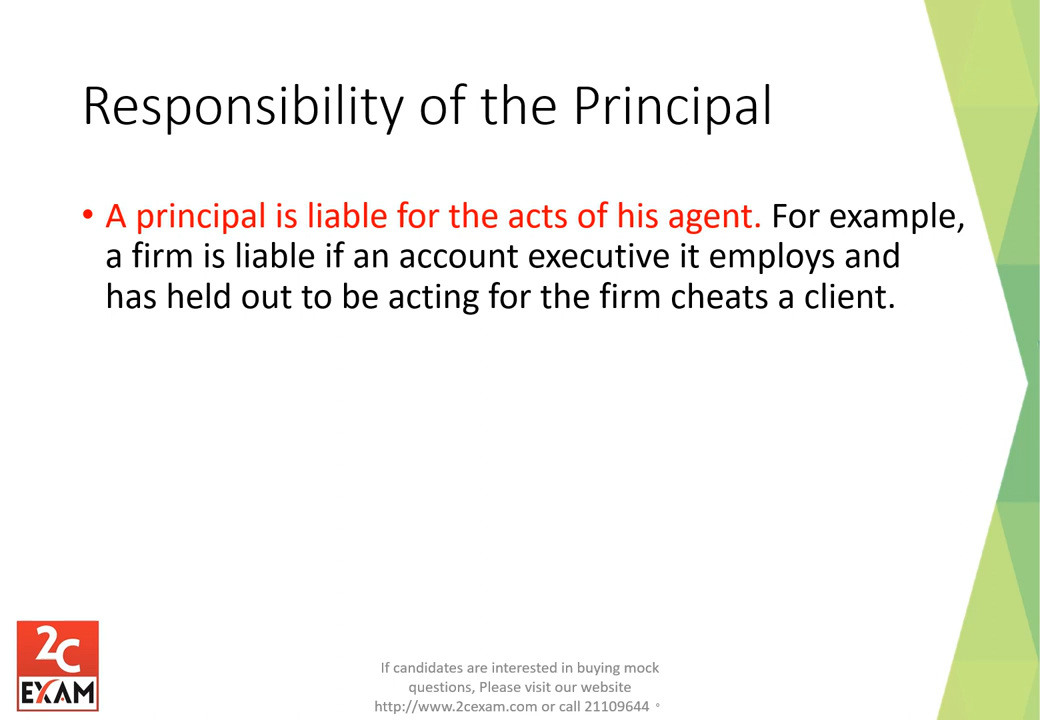 Responsibility of the Principal
• A principal is liable for the acts of his agent. For example,
a firm is liable if an account executive it employs and
has held out to be acting for the firm cheats a client.
2C
EXAM
If candidates are interested in buying mock
questions, Please visit our website
http://www.2cexam.com or call 21109644 。